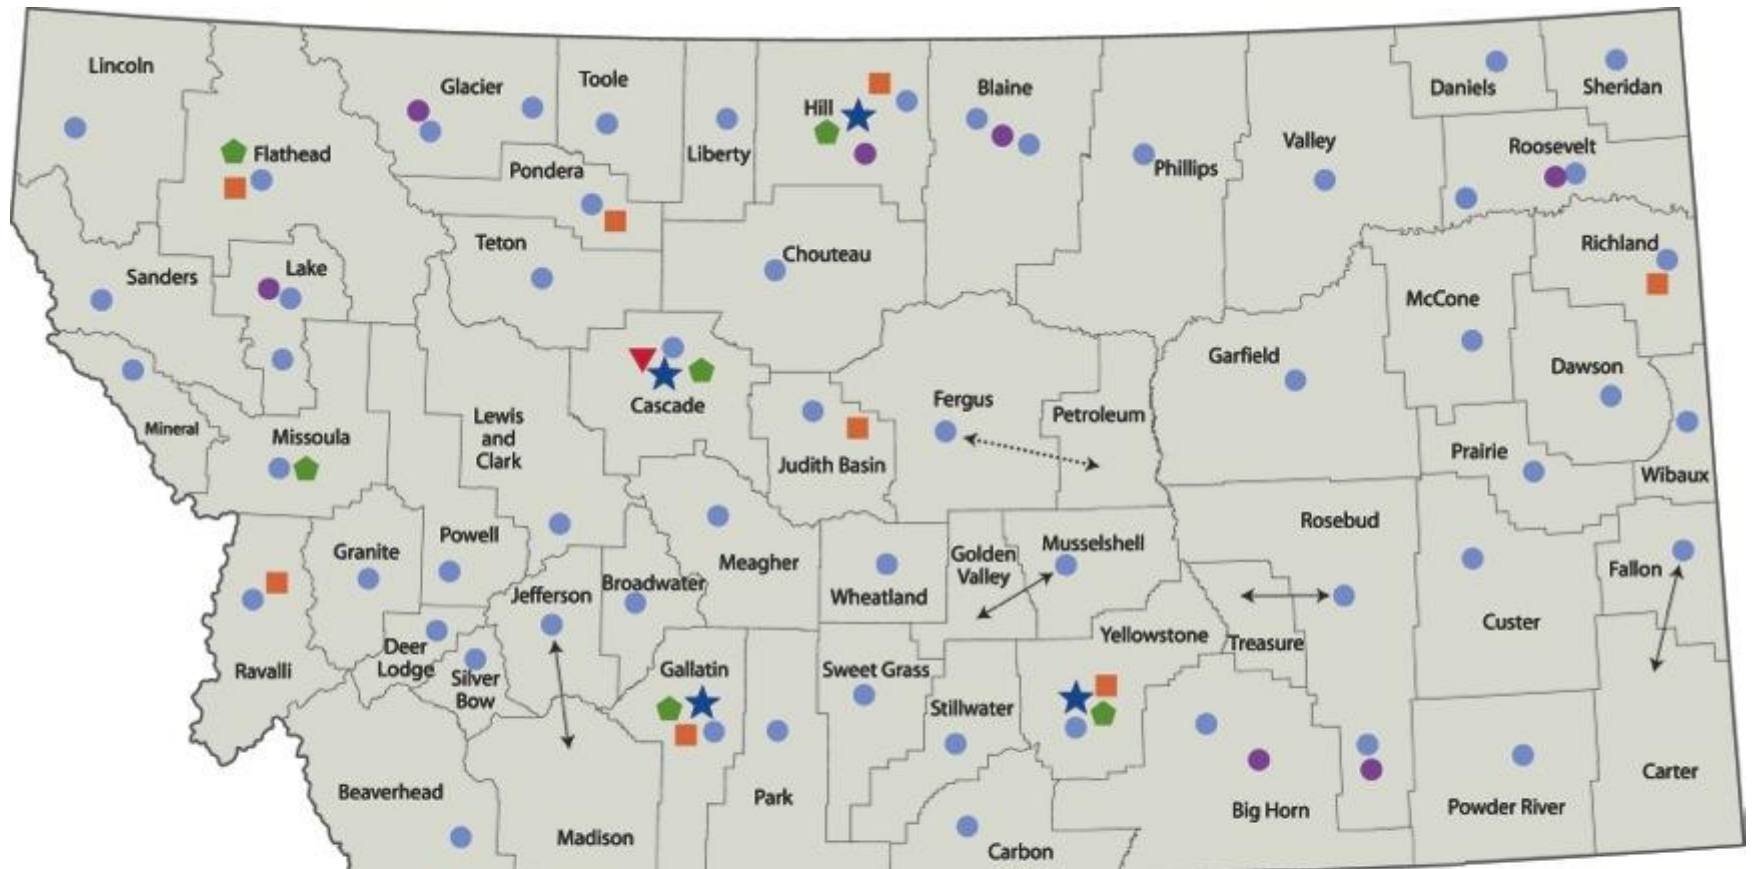 Lincoln
Glacier
Toole
Hill
Blaine
Daniels
Sheridan
Flathead
Pondera
Liberty
Phillips
Valley
Roosevelt
Sanders
Lake
Teton
Chouteau
Richland
McCone
Mineral
Missoula
Lewis
and
Clark
Cascade
Judith Basin
Fergus
Petroleum
Garfield
Dawson
Prairie
Wibaux
Granite
Powell
Jefferson
Broadwater
Meagher
Wheatland
Golden
Valley
Musselshell
Rosebud
Fallon
Custer
Ravalli
Deer
Lodge
Silver
Bow
Gallatin
Sweet Grass
Stillwater
Yellowstone
Treasure
Beaverhead
Madison
Park
Carbon
Big Horn
Powder River
Carter